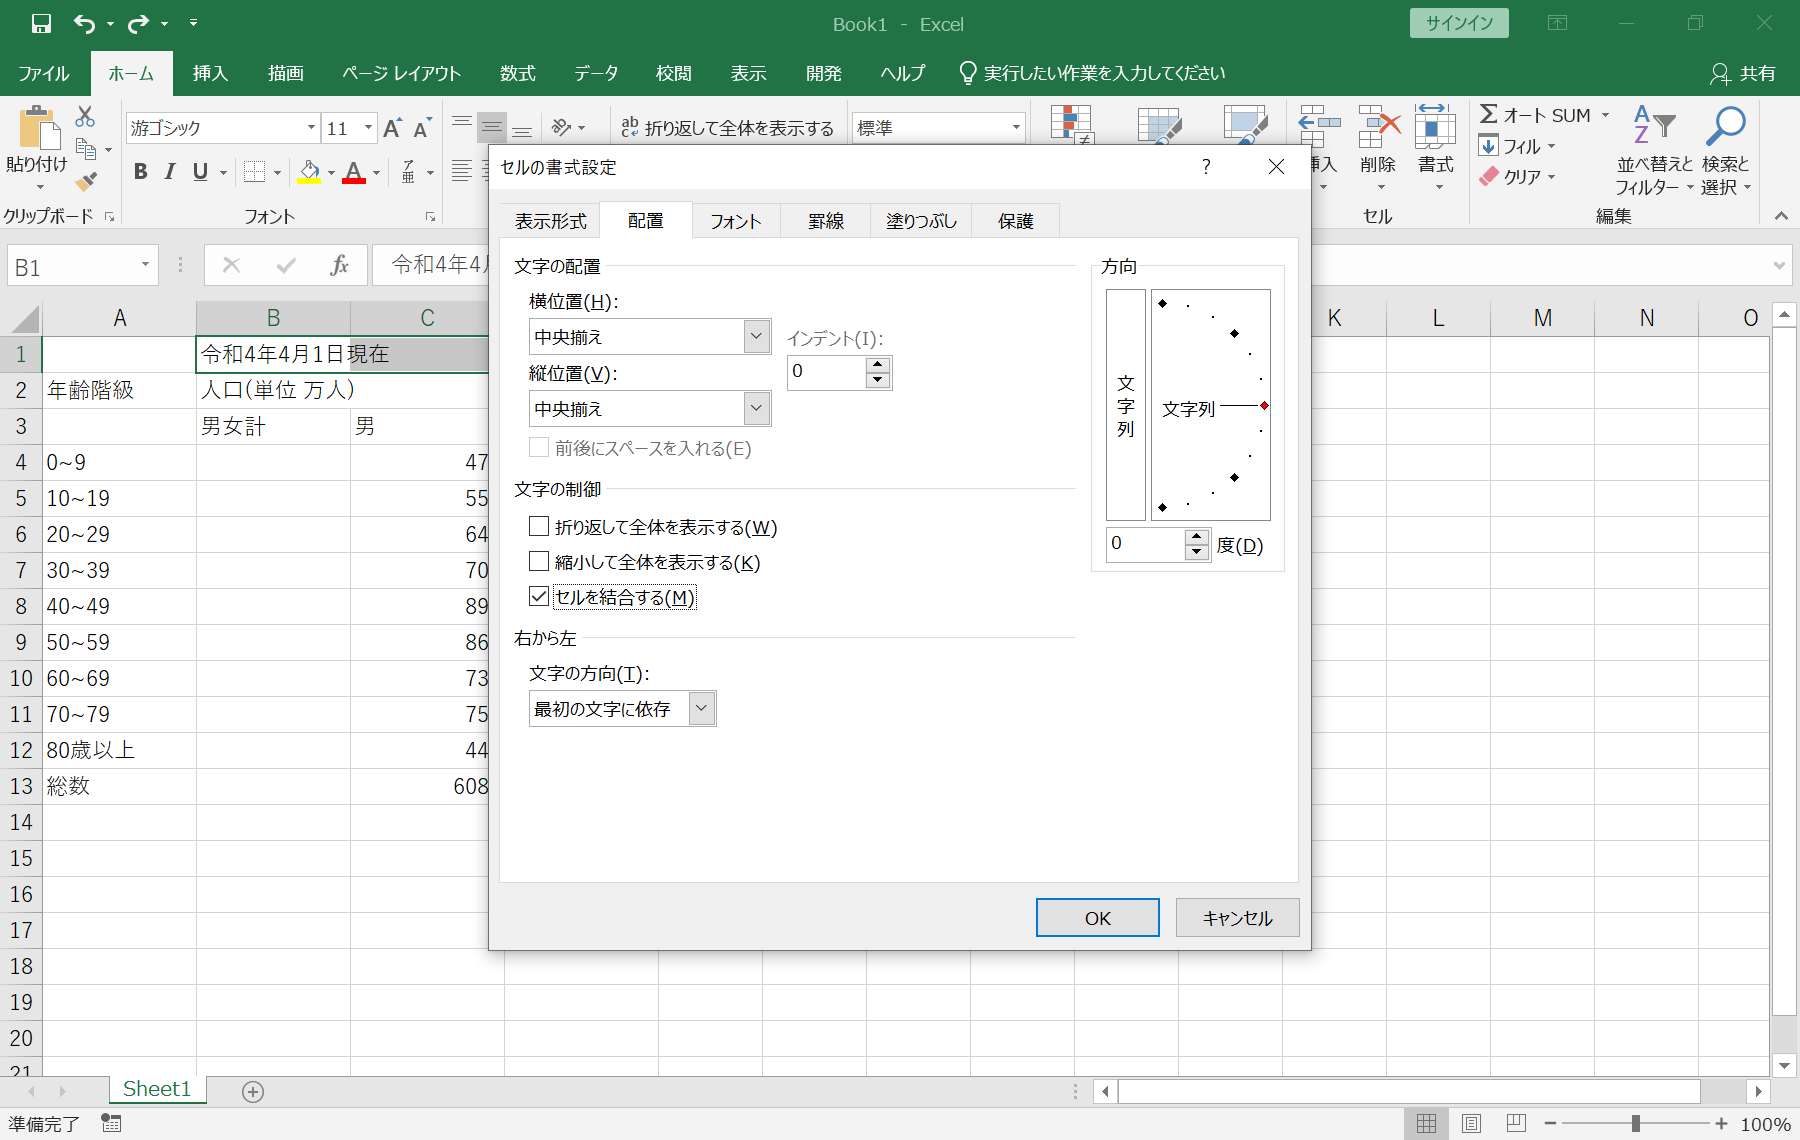 Book1 - Excel
サインイン
ファイル ホーム 挿入 描画 ページ レイアウト 数式 データ 校閲 表示 開発 ヘルプ 実行したい作業を入力してください 共有
貼り付け
クリップボード
游ゴシック 11 A A
B I U A 亜
フォント
ab 折り返して全体を表示する
標準
挿入 削除 書式
セル
Σ オート SUM
フィル
クリア
並べ替えと
フィルター
検索と
選択
編集
B1 fx 令和4年4月
A B C K L M N O
1 令和4年4月1日現在
2 年齢階級 人口(単位 万人)
3 男女計 男
4 0~9 47
5 10~19 55
6 20~29 64
7 30~39 70
8 40~49 89
9 50~59 86
10 60~69 73
11 70~79 75
12 80歳以上 44
13 総数 608
14
15
16
17
18
19
20
21
セルの書式設定 ?
表示形式 配置 フォント 罫線 塗りつぶし 保護
文字の配置
横位置(H):
中央揃え
インデント(I):
0
縦位置(V):
中央揃え
前後にスペースを入れる(E)
文字の制御
折り返して全体を表示する(W)
縮小して全体を表示する(K)
セルを結合する(M)
右から左
文字の方向(T):
最初の文字に依存
方向
文字列
文字列
0 度(D)
OK キャンセル
Sheet1
準備完了 100%